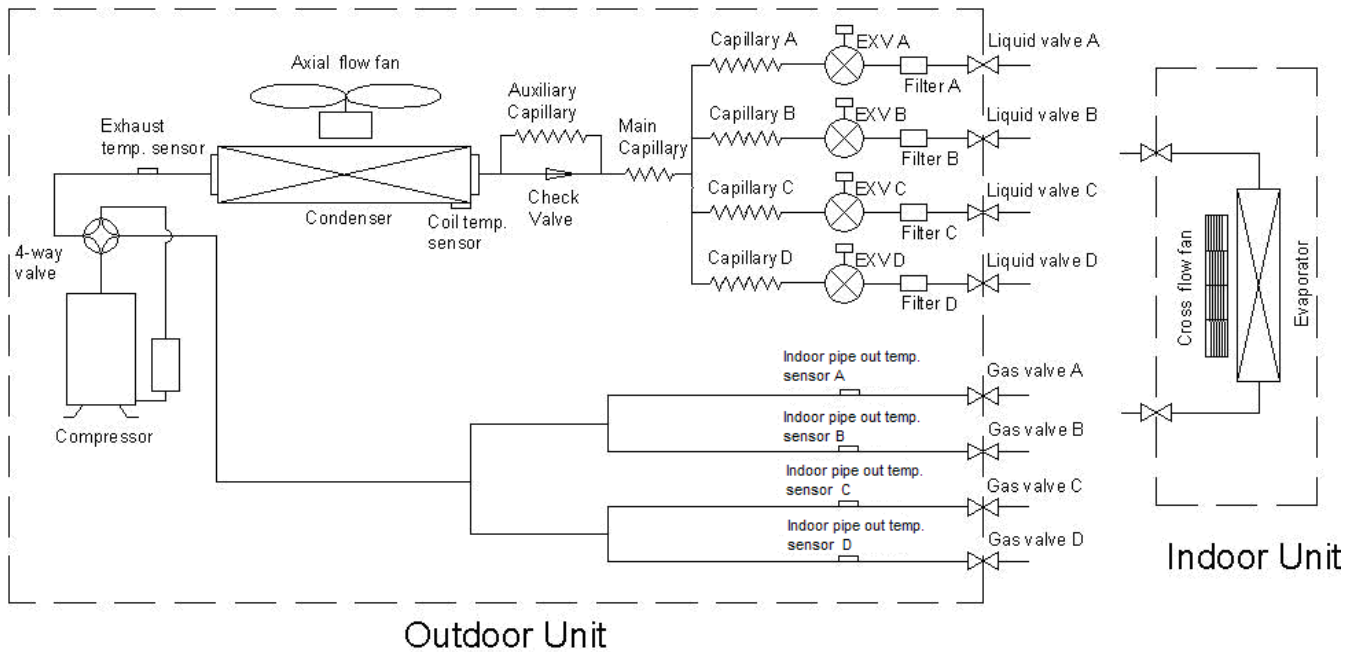 Axial flow fan
Exhaust
temp. sensor
Condenser
Coil temp.
sensor
4-way
valve
Compressor
Auxiliary
Capillary
Check
Valve
Main
Capillary
Capillary A
EXV A
Filter A
Liquid valve A
Capillary B
EXV B
Filter B
Liquid valve B
Capillary C
EXV C
Filter C
Liquid valve C
Capillary D
EXV D
Filter D
Liquid valve D
Indoor pipe out temp.
sensor A
Gas valve A
Indoor pipe out temp.
sensor B
Gas valve B
Indoor pipe out temp.
sensor C
Gas valve C
Indoor pipe out temp.
sensor D
Gas valve D
Outdoor Unit
Cross flow fan
Evaporator
Indoor Unit